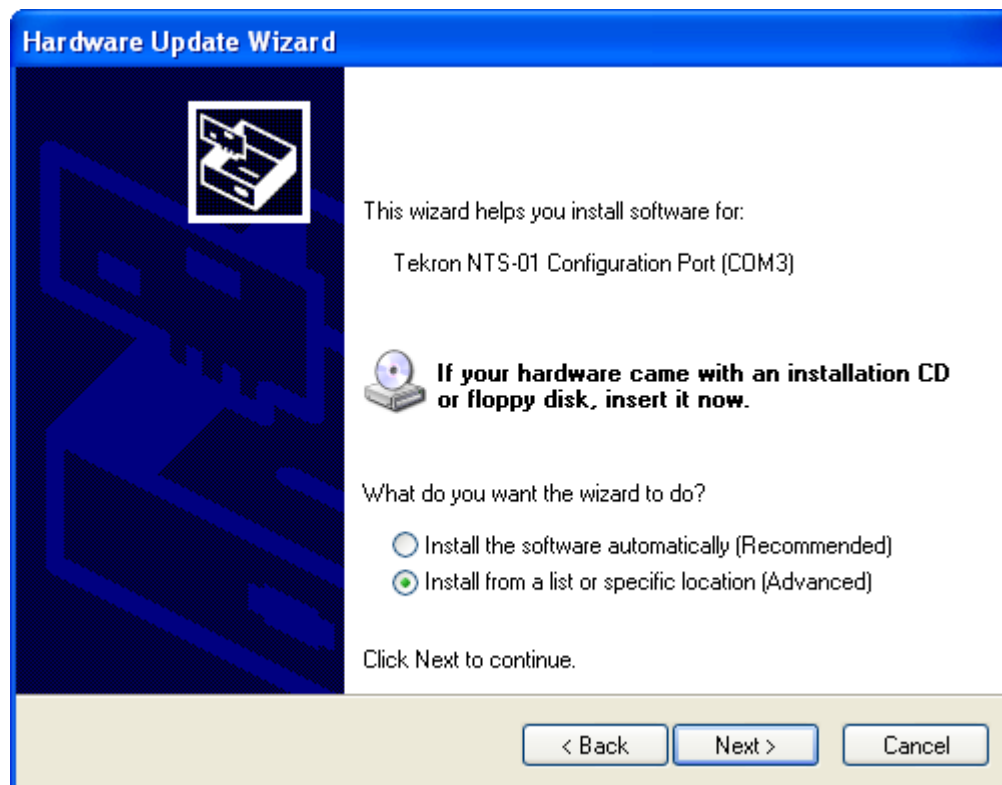 Hardware Update Wizard
This wizard helps you install software for:
Tekron NTS-01 Configuration Port (COM3)
If your hardware came with an installation CD
or floppy disk, insert it now.
What do you want the wizard to do?
Install the software automatically (Recommended)
Install from a list or specific location (Advanced)
Click Next to continue.
< Back
Next >
Cancel